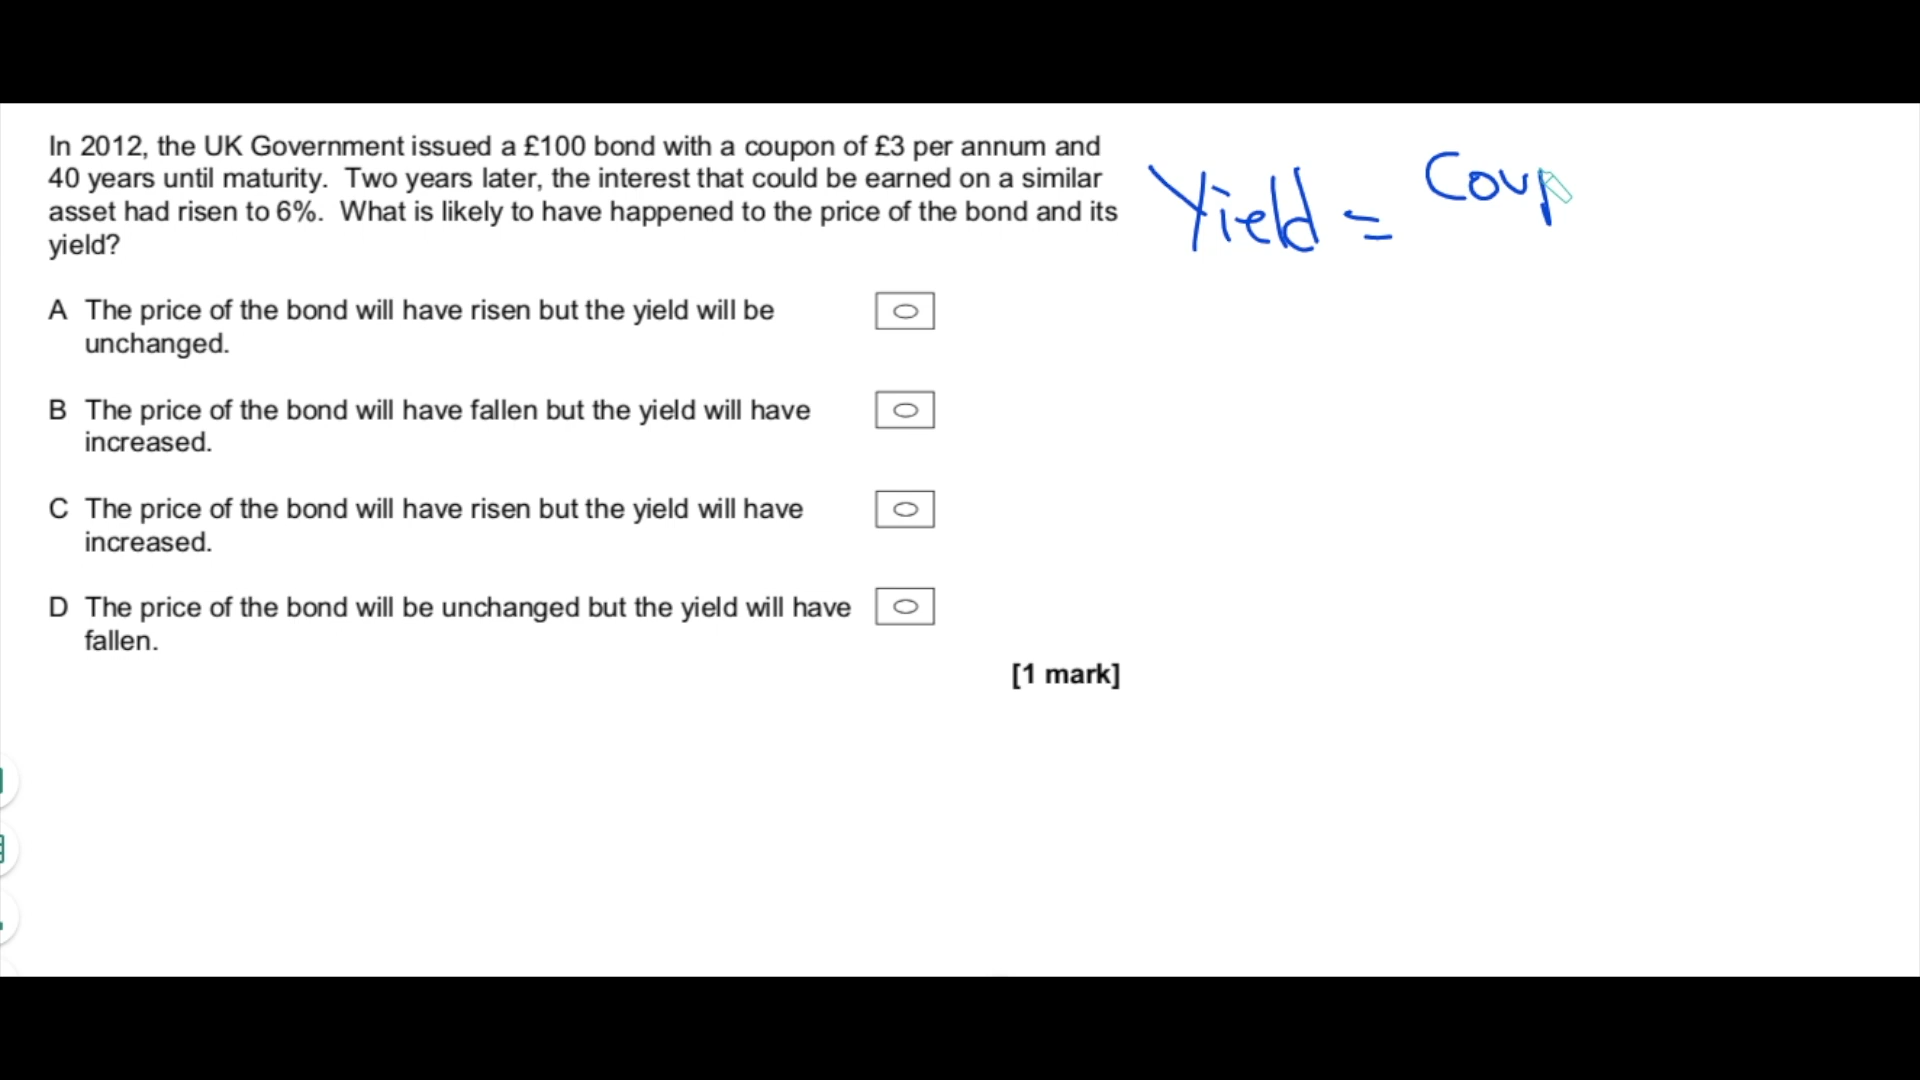 In 2012, the UK Government issued a £100 bond with a coupon of £3 per annum and
40 years until maturity. Two years later, the interest that could be earned on a similar
asset had risen to 6%. What is likely to have happened to the price of the bond and its
yield?
Yield = Coup
A The price of the bond will have risen but the yield will be
unchanged.
B The price of the bond will have fallen but the yield will have
increased.
C The price of the bond will have risen but the yield will have
increased.
D The price of the bond will be unchanged but the yield will have
fallen.
[1 mark]